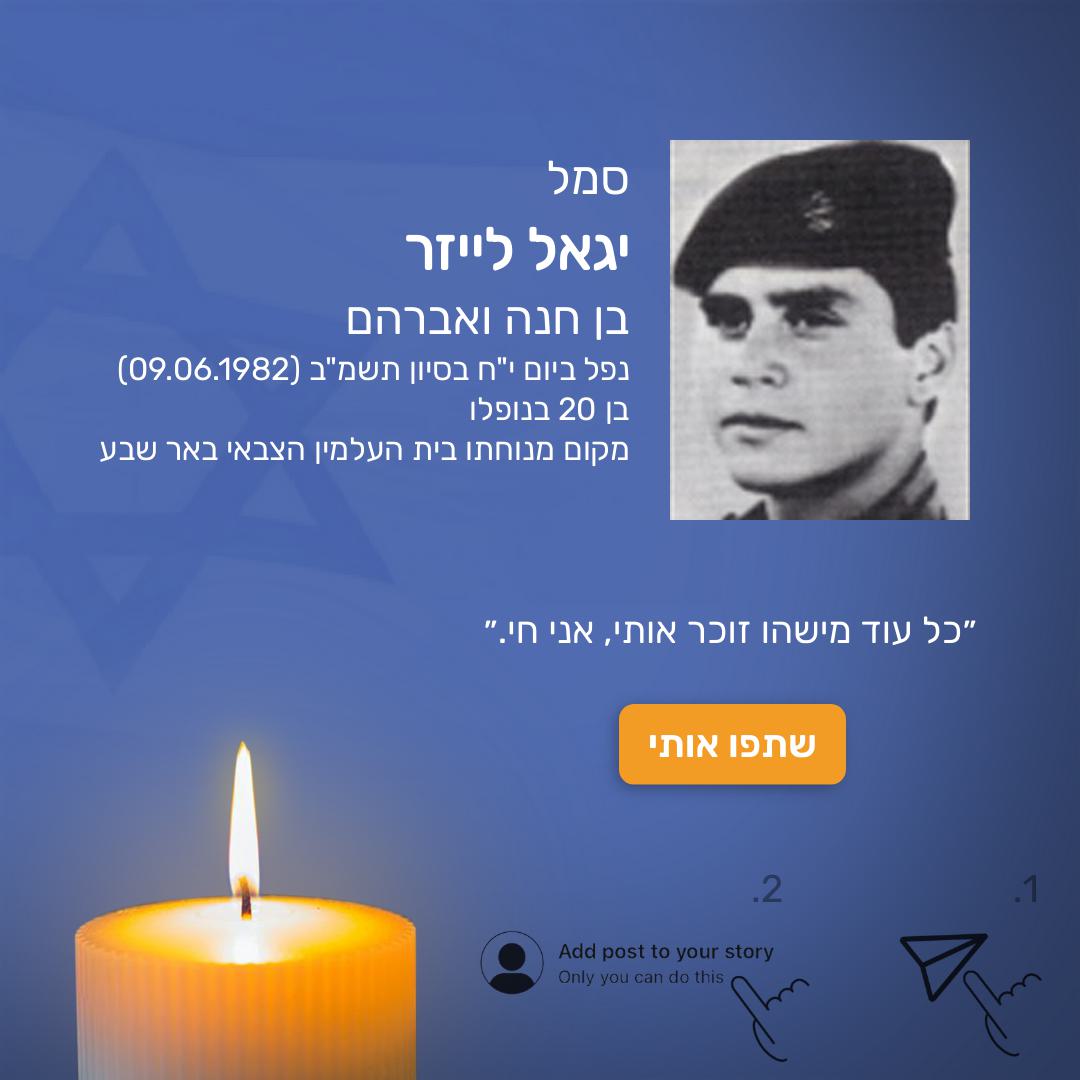 סמל
יגאל לייזר
בן חנה ואברהם
נפל ביום י"ח בסיון תשמ"ב (09.06.1982)
בן 20 בנופלו
מקום מנוחתו בית העלמין הצבאי באר שבע
״כל עוד מישהו זוכר אותי, אני חי.״
שתפו אותי
.1
.2
Add post to your story
Only you can do this